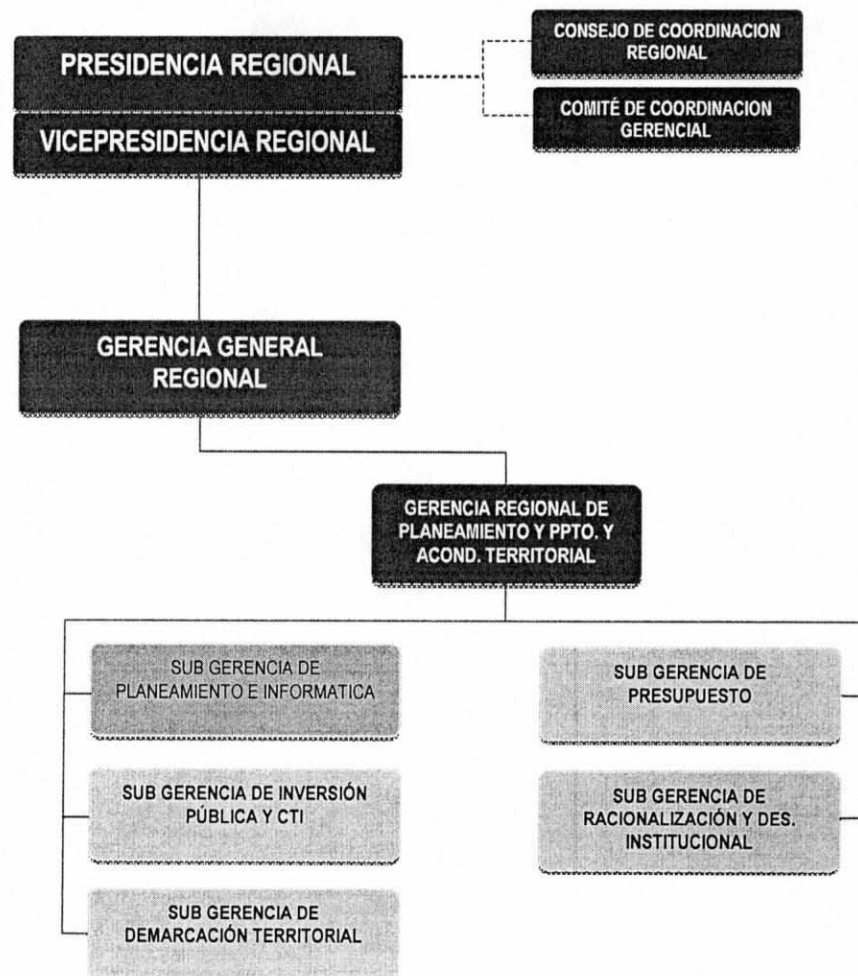 PRESIDENCIA REGIONAL
VICEPRESIDENCIA REGIONAL
CONSEJO DE COORDINACION
REGIONAL
COMITÉ DE COORDINACION
GERENCIAL
GERENCIA GENERAL
REGIONAL
GERENCIA REGIONAL DE
PLANEAMIENTO Y PPTO. Y
ACOND. TERRITORIAL
SUB GERENCIA DE
PLANEAMIENTO E INFORMATICA
SUB GERENCIA DE
PRESUPUESTO
SUB GERENCIA DE INVERSIÓN
PÚBLICA Y CTI
SUB GERENCIA DE
RACIONALIZACIÓN Y DES.
INSTITUCIONAL
SUB GERENCIA DE
DEMARCACIÓN TERRITORIAL